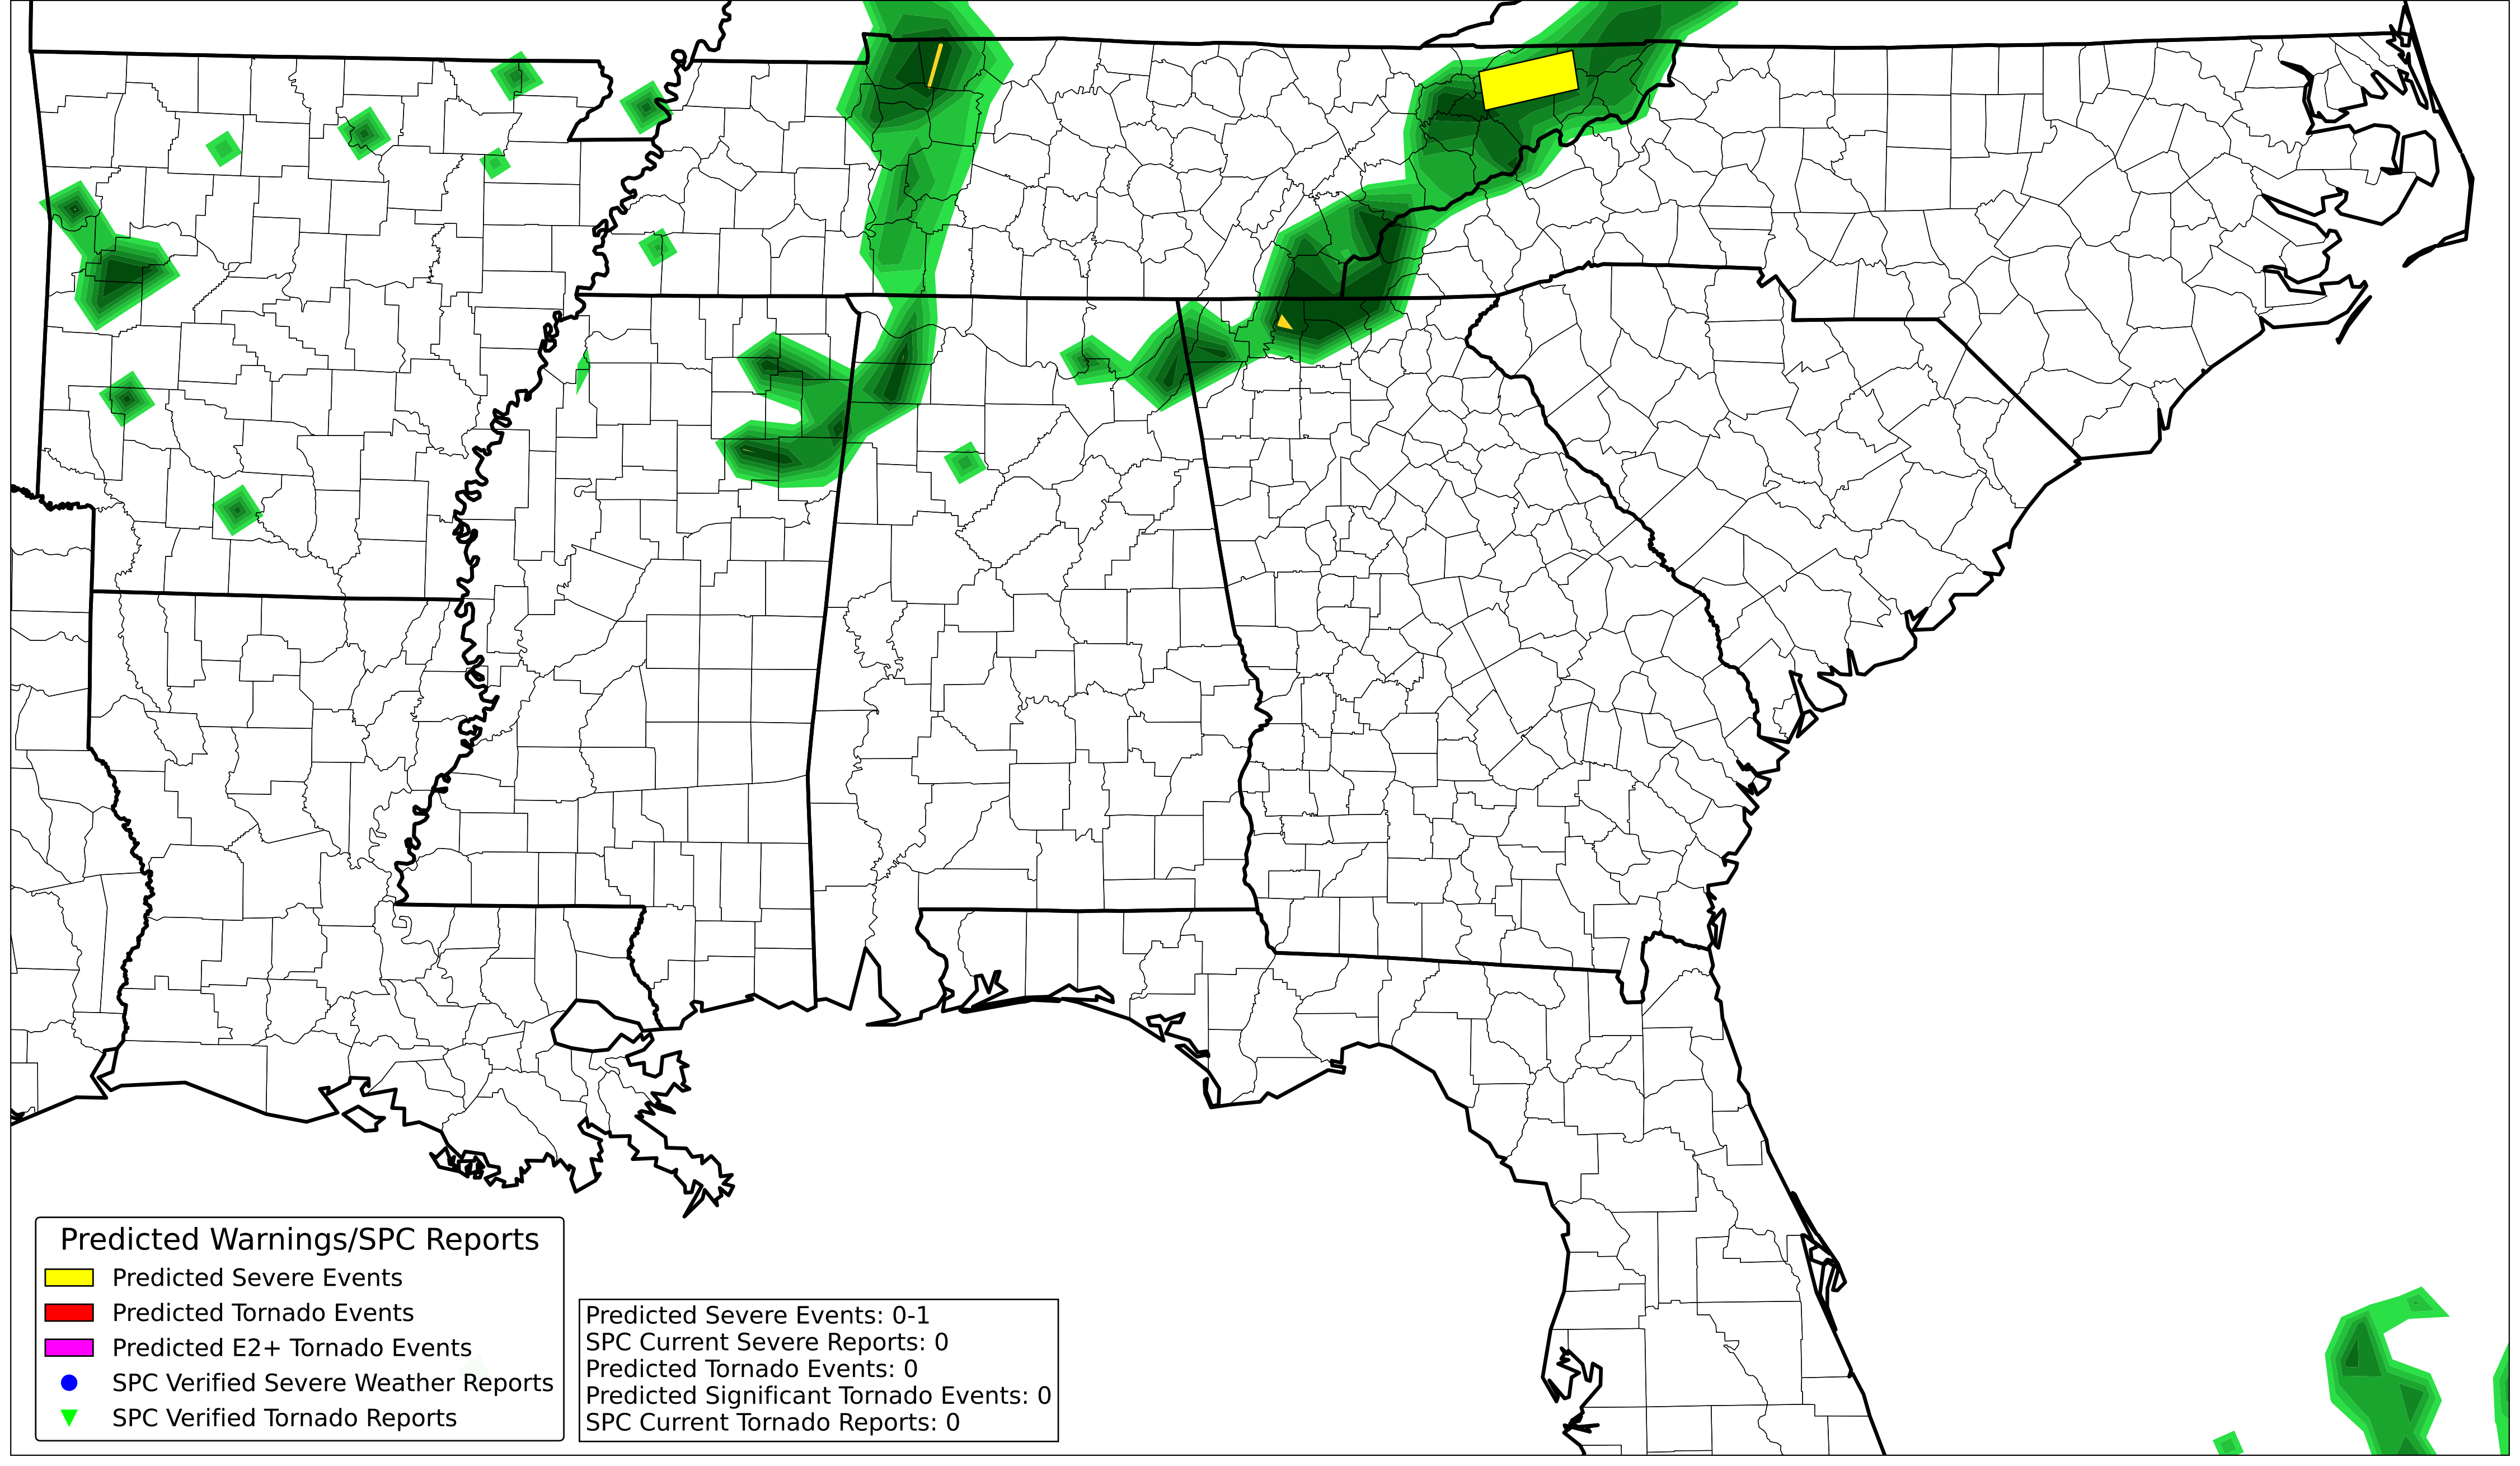 Predicted Warnings/SPC Reports
Predicted Severe Events
Predicted Tornado Events
Predicted E2+ Tornado Events
SPC Verified Severe Weather Reports
SPC Verified Tornado Reports
Predicted Severe Events: 0-1
SPC Current Severe Reports: 0
Predicted Tornado Events: 0
Predicted Significant Tornado Events: 0
SPC Current Tornado Reports: 0